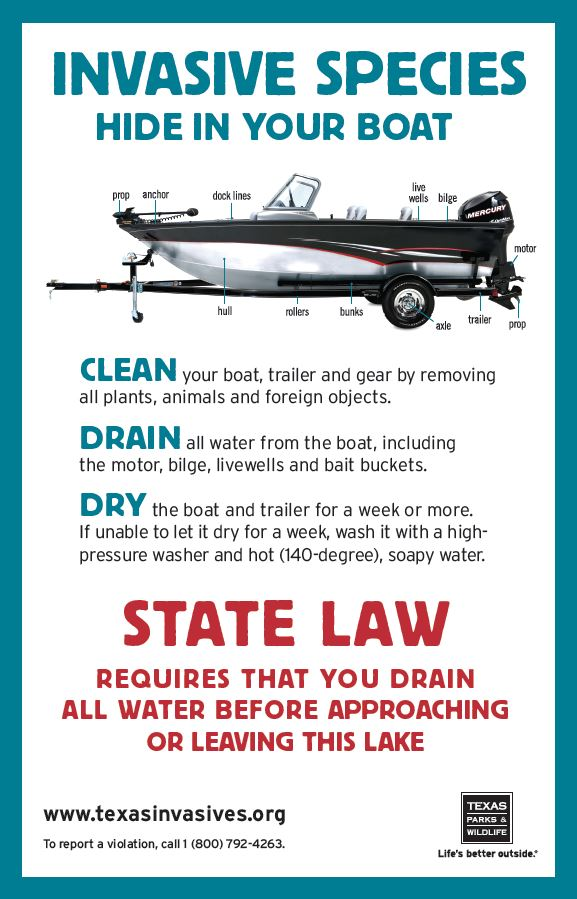 INVASIVE SPECIES
HIDE IN YOUR BOAT
prop
anchor
dock lines
live
wells
bilge
MERCURY
motor
hull
rollers
bunks
axle
trailer
prop
CLEAN your boat, trailer and gear by removing
all plants, animals and foreign objects.
DRAIN all water from the boat, including
the motor, bilge, livewells and bait buckets.
DRY the boat and trailer for a week or more.
If unable to let it dry for a week, wash it with a high-
pressure washer and hot (140-degree), soapy water.
STATE LAW
REQUIRES THAT YOU DRAIN
ALL WATER BEFORE APPROACHING
OR LEAVING THIS LAKE
www.texasinvasives.org
To report a violation, call 1 (800) 792-4263.
TEXAS
PARKS &
WILDLIFE
Life's better outside.®